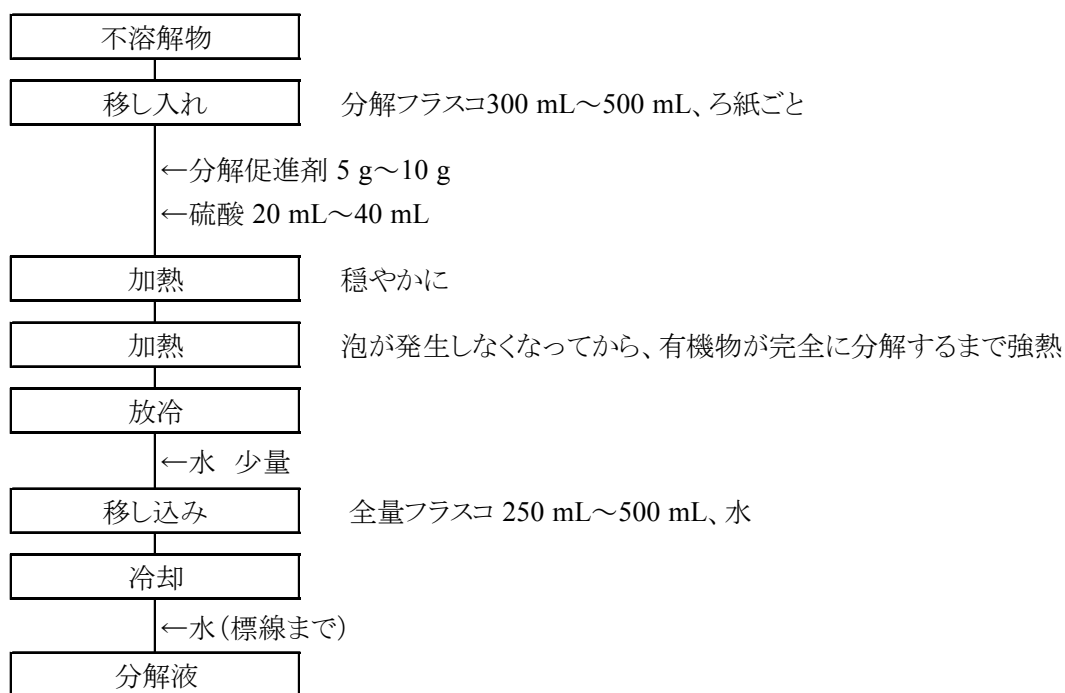 不溶解物
移し入れ 分解フラスコ300 mL～500 mL、ろ紙ごと
←分解促進剤 5 g～10 g
←硫酸 20 mL～40 mL
加熱 穏やかに
加熱 泡が発生しなくなってから、有機物が完全に分解するまで強熱
放冷
←水 少量
移し込み 全量フラスコ 250 mL～500 mL、水
冷却
←水(標線まで)
分解液